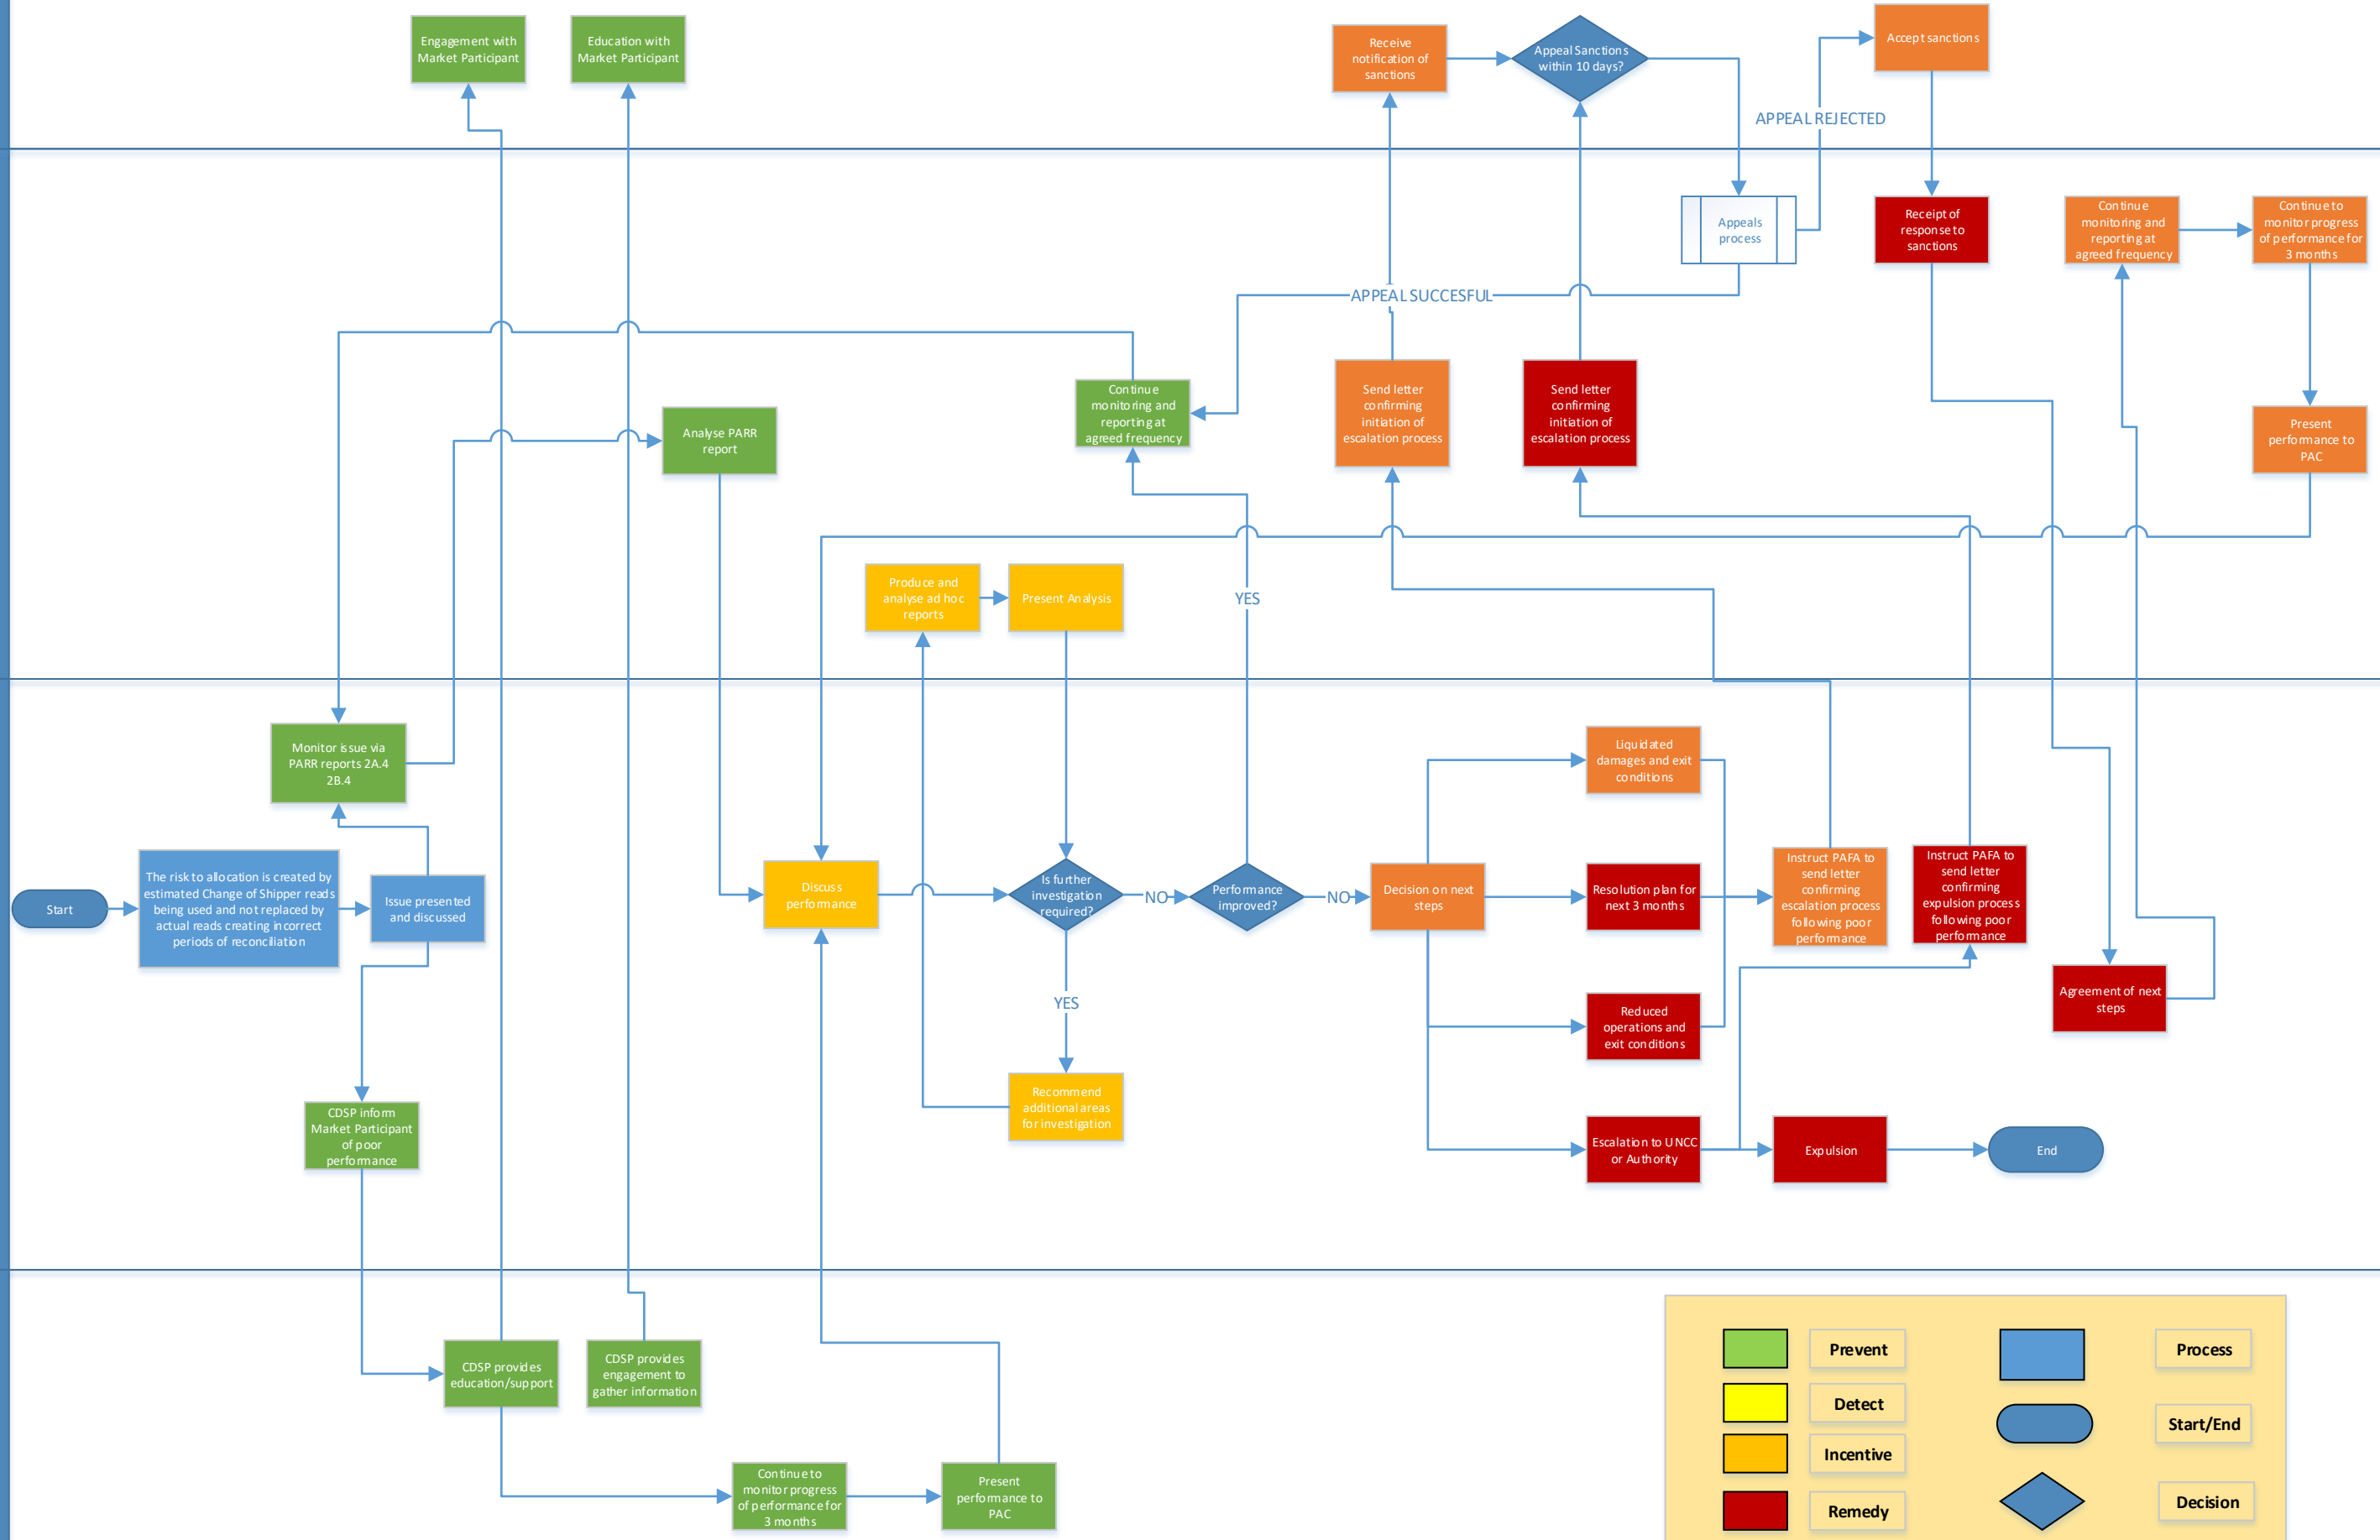 Engagement with
Market Participant
Education with
Market Participant
Receive
notification of
sanctions
Appeal Sanctions
within 10 days?
Accept sanctions
APPEAL REJECTED
Appeals
process
Receipt of
response to
sanctions
Continue
monitoring and
reporting at
agreed frequency
Continue to
monitor progress
of performance for
3 months
APPEAL SUCCESFUL
Analyse PARR
report
Continue
monitoring and
reporting at
agreed frequency
Send letter
confirming
initiation of
escalation process
Send letter
confirming
initiation of
escalation process
Present
performance to
PAC
Produce and
analyse ad hoc
reports
Present Analysis
YES
Monitor issue via
PARR reports 2A.4
2B.4
Liquidated
damages and exit
conditions
Start
The risk to allocation is created by
estimated Change of Shipper reads
being used and not replaced by
actual reads creating incorrect
periods of reconciliation
Issue presented
and discussed
Discuss
performance
Is further
investigation
required?
NO
Performance
improved?
NO
Decision on next
steps
Resolution plan for
next 3 months
Instruct PAFA to
send letter
confirming
escalation process
following poor
performance
Instruct PAFA to
send letter
confirming
expulsion process
following poor
performance
YES
Reduced
operations and
exit conditions
Agreement of next
steps
CDSP inform
Market Participant
of poor
performance
Recommend
additional areas
for investigation
Escalation to UNCC
or Authority
Expulsion
End
CDSP provides
education/support
CDSP provides
engagement to
gather information
Continue to
monitor progress
of performance for
3 months
Present
performance to
PAC
Prevent
Process
Detect
Start/End
Incentive
Remedy
Decision